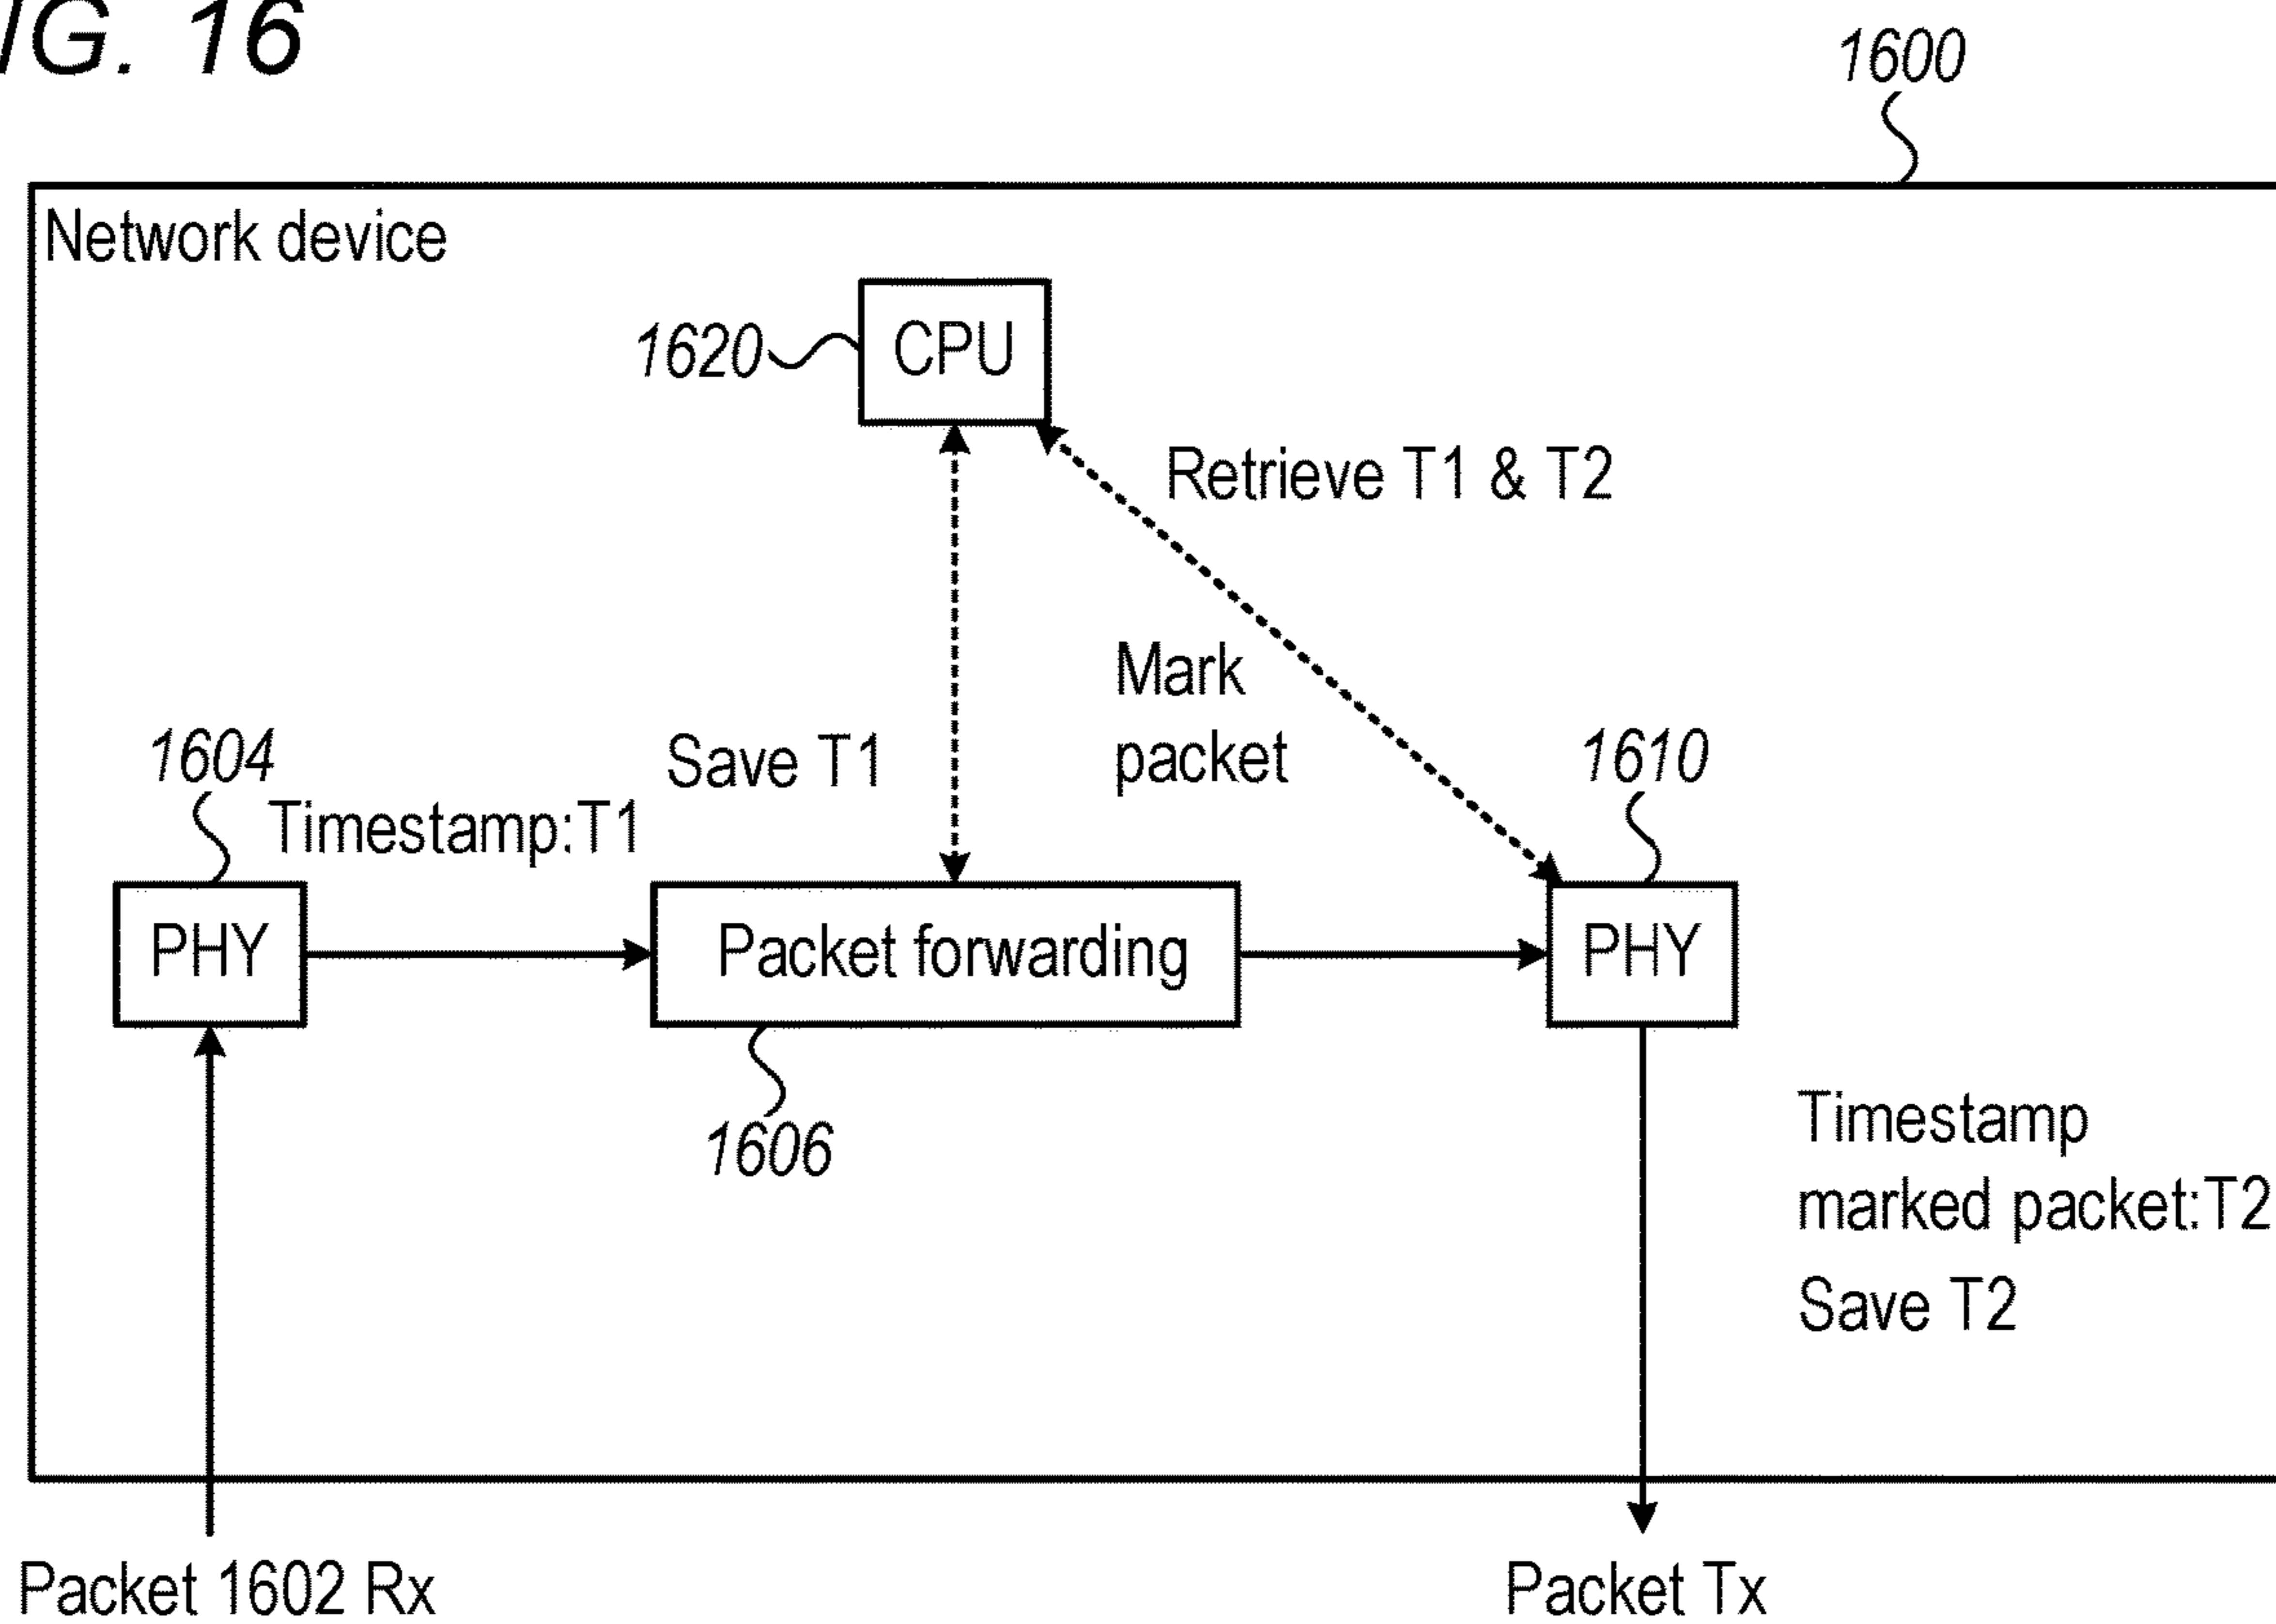 IG. 16
1600
Network device
1620
CPU
Retrieve T1 & T2
Mark
packet
Save T1
1604
Timestamp:T1
1610
PHY
Packet forwarding
PHY
1606
Timestamp
marked packet:T2
Save T2
Packet 1602 Rx
Packet Tx